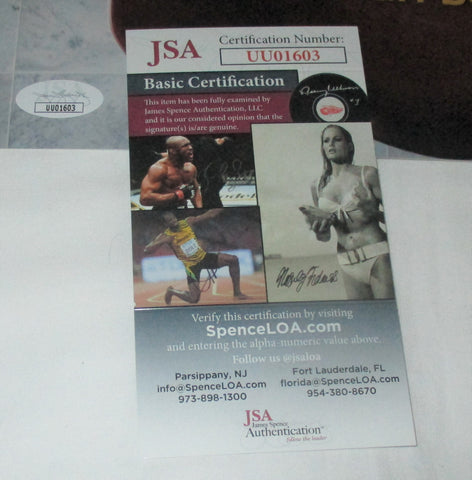 JSA
Certification Number:
UU01603
Basic Certification
This item has been fully examined by
James Spence Authentication, LLC
and it is our considered opinion that the
signature(s) is/are genuine.
UU01603
Verify this certification by visiting
SpenceLOA.com
and entering the alpha-numeric value above.
Follow us @jsaloa
Parsippany, NJ
info@SpenceLOA.com
973-898-1300
Fort Lauderdale, FL
florida@SpenceLOA.com
954-380-8670
JSA
James Spence
Authentication
follow the leader